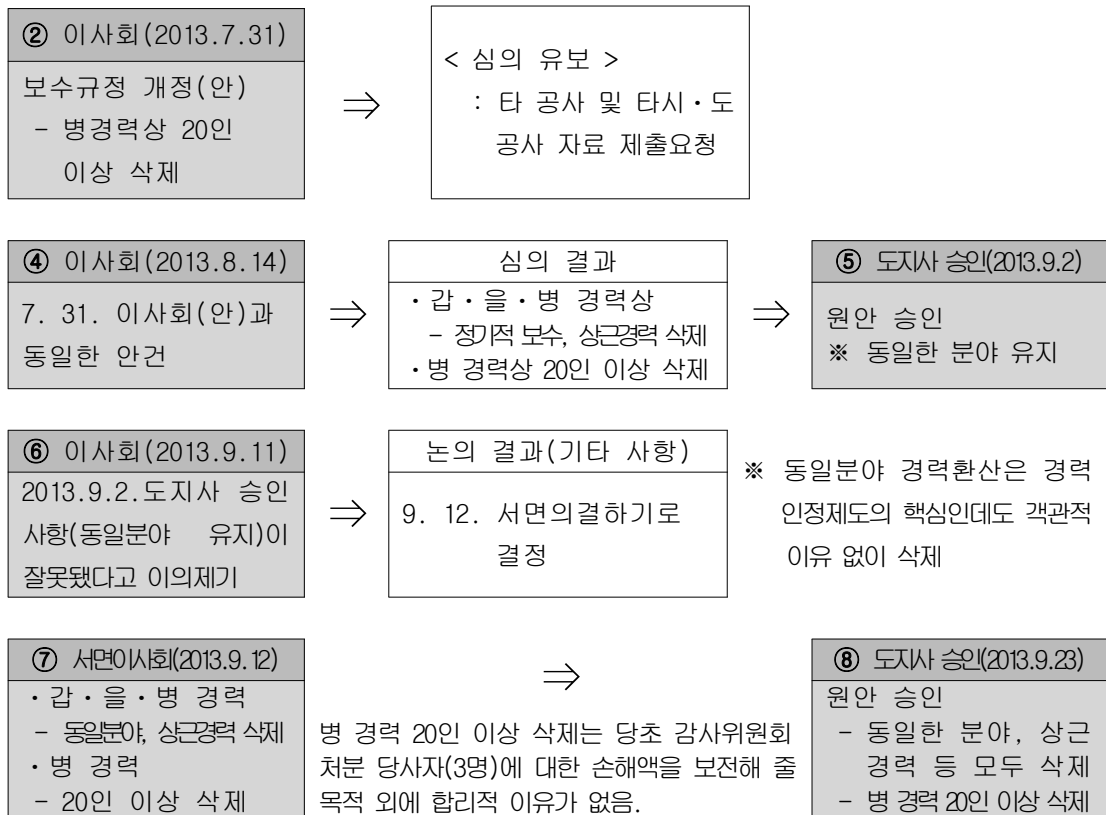 ② 이사회(2013.7.31)
보수규정 개정(안)
- 병경력상 20인
이상 삭제
⇒
< 심의 유보 >
: 타 공사 및 타시・도
공사 자료 제출요청
④ 이사회(2013.8.14)
7. 31. 이사회(안)과
동일한 안건
⇒
심의 결과
・갑・을・병 경력상
- 정기적 보수, 상근경력 삭제
・병 경력상 20인 이상 삭제
⇒
⑤ 도지사 승인(2013.9.2)
원안 승인
※ 동일한 분야 유지
⑥ 이사회(2013.9.11)
2013.9.2.도지사 승인
사항(동일분야 유지)이
잘못됐다고 이의제기
⇒
논의 결과(기타 사항)
9. 12. 서면의결하기로
결정
※ 동일분야 경력환산은 경력
인정제도의 핵심인데도 객관적
이유 없이 삭제
⑦ 서면이사회(2013.9.12)
・갑・을・병 경력
- 동일분야, 상근경력 삭제
・병 경력
- 20인 이상 삭제
⇒
병 경력 20인 이상 삭제는 당초 감사위원회
처분 당사자(3명)에 대한 손해액을 보전해 줄
목적 외에 합리적 이유가 없음.
⑧ 도지사 승인(2013.9.23)
원안 승인
- 동일한 분야, 상근
경력 등 모두 삭제
- 병 경력 20인 이상 삭제